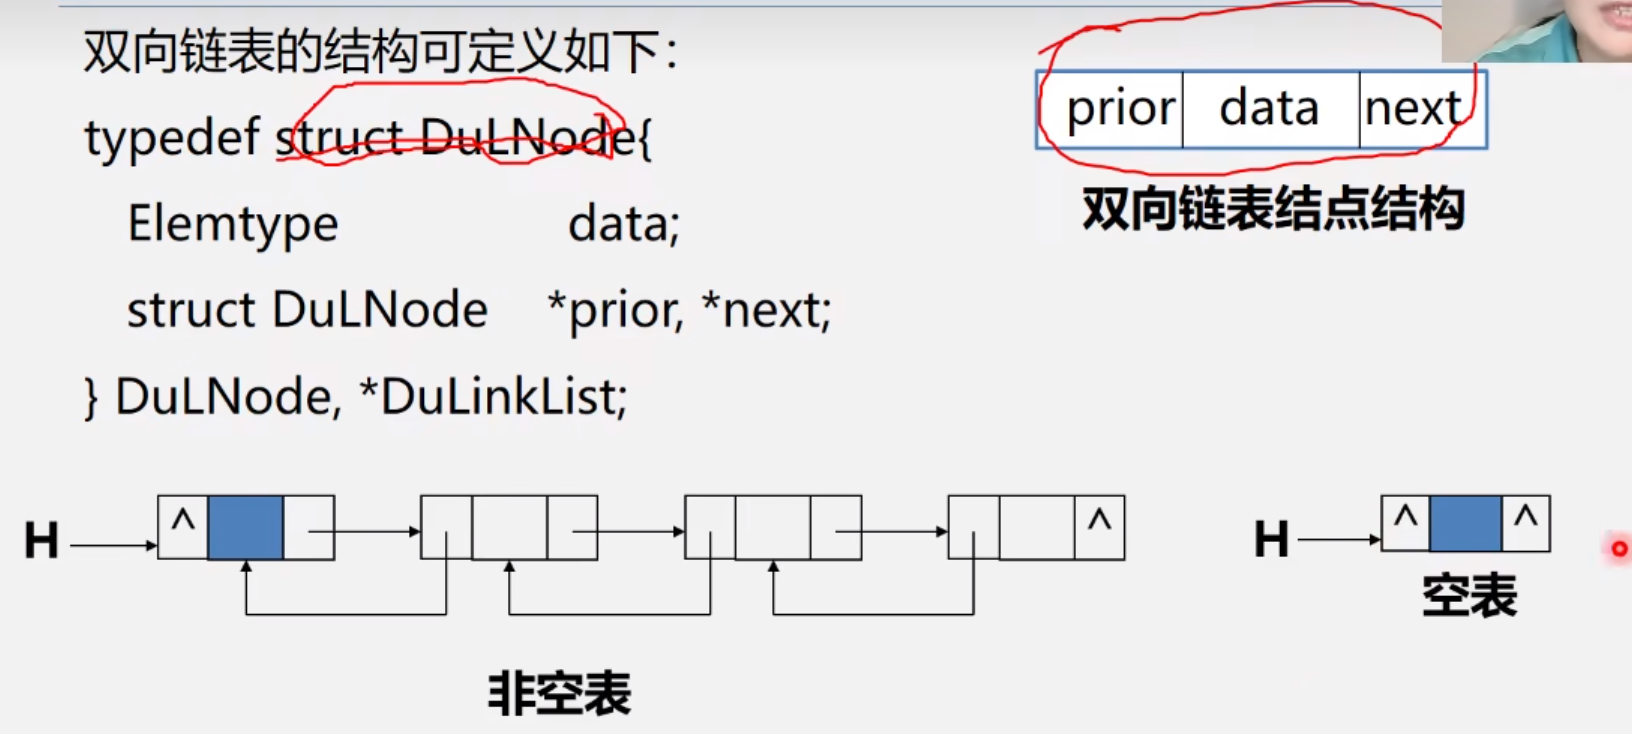 双向链表的结构可定义如下：
typedef struct DuLNode{
Elemtype data;
struct DuLNode *prior, *next;
} DuLNode, *DuLinkList;
prior data next
双向链表结点结构
H ^ ^
非空表
H ^ ^
空表